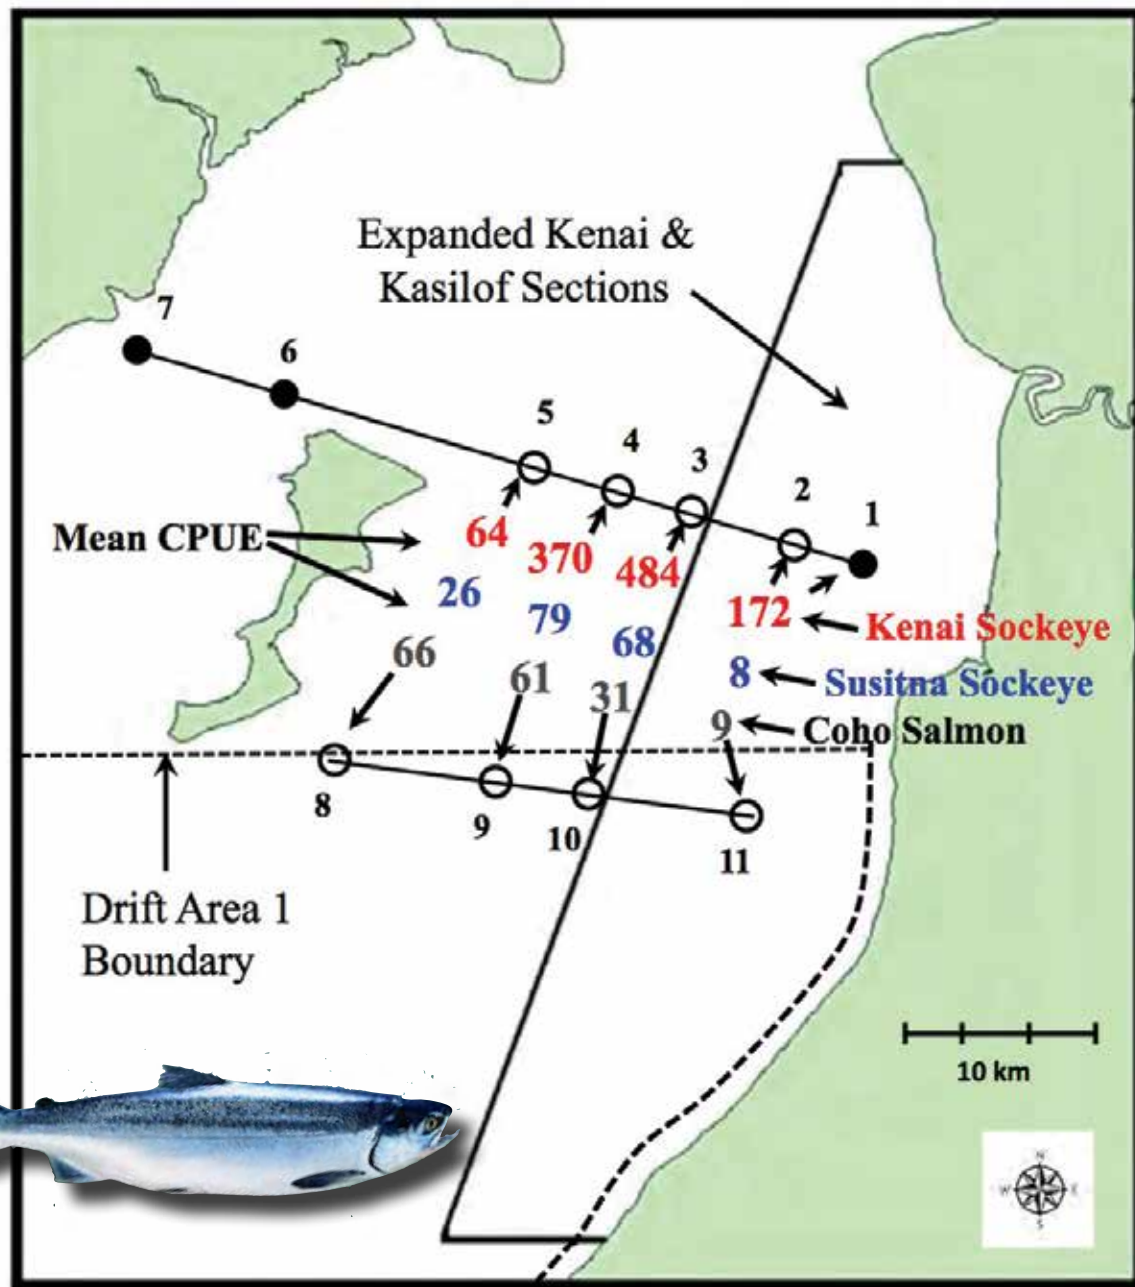 Expanded Kenai &
Kasilof Sections
7
6
5
4
3
2
1
Mean CPUE
64
370
484
172
Kenai Sockeye
26
79
68
8
Susitna Sockeye
66
61
31
9
Coho Salmon
8
9
10
11
Drift Area 1
Boundary
10 km
N
W
E
S